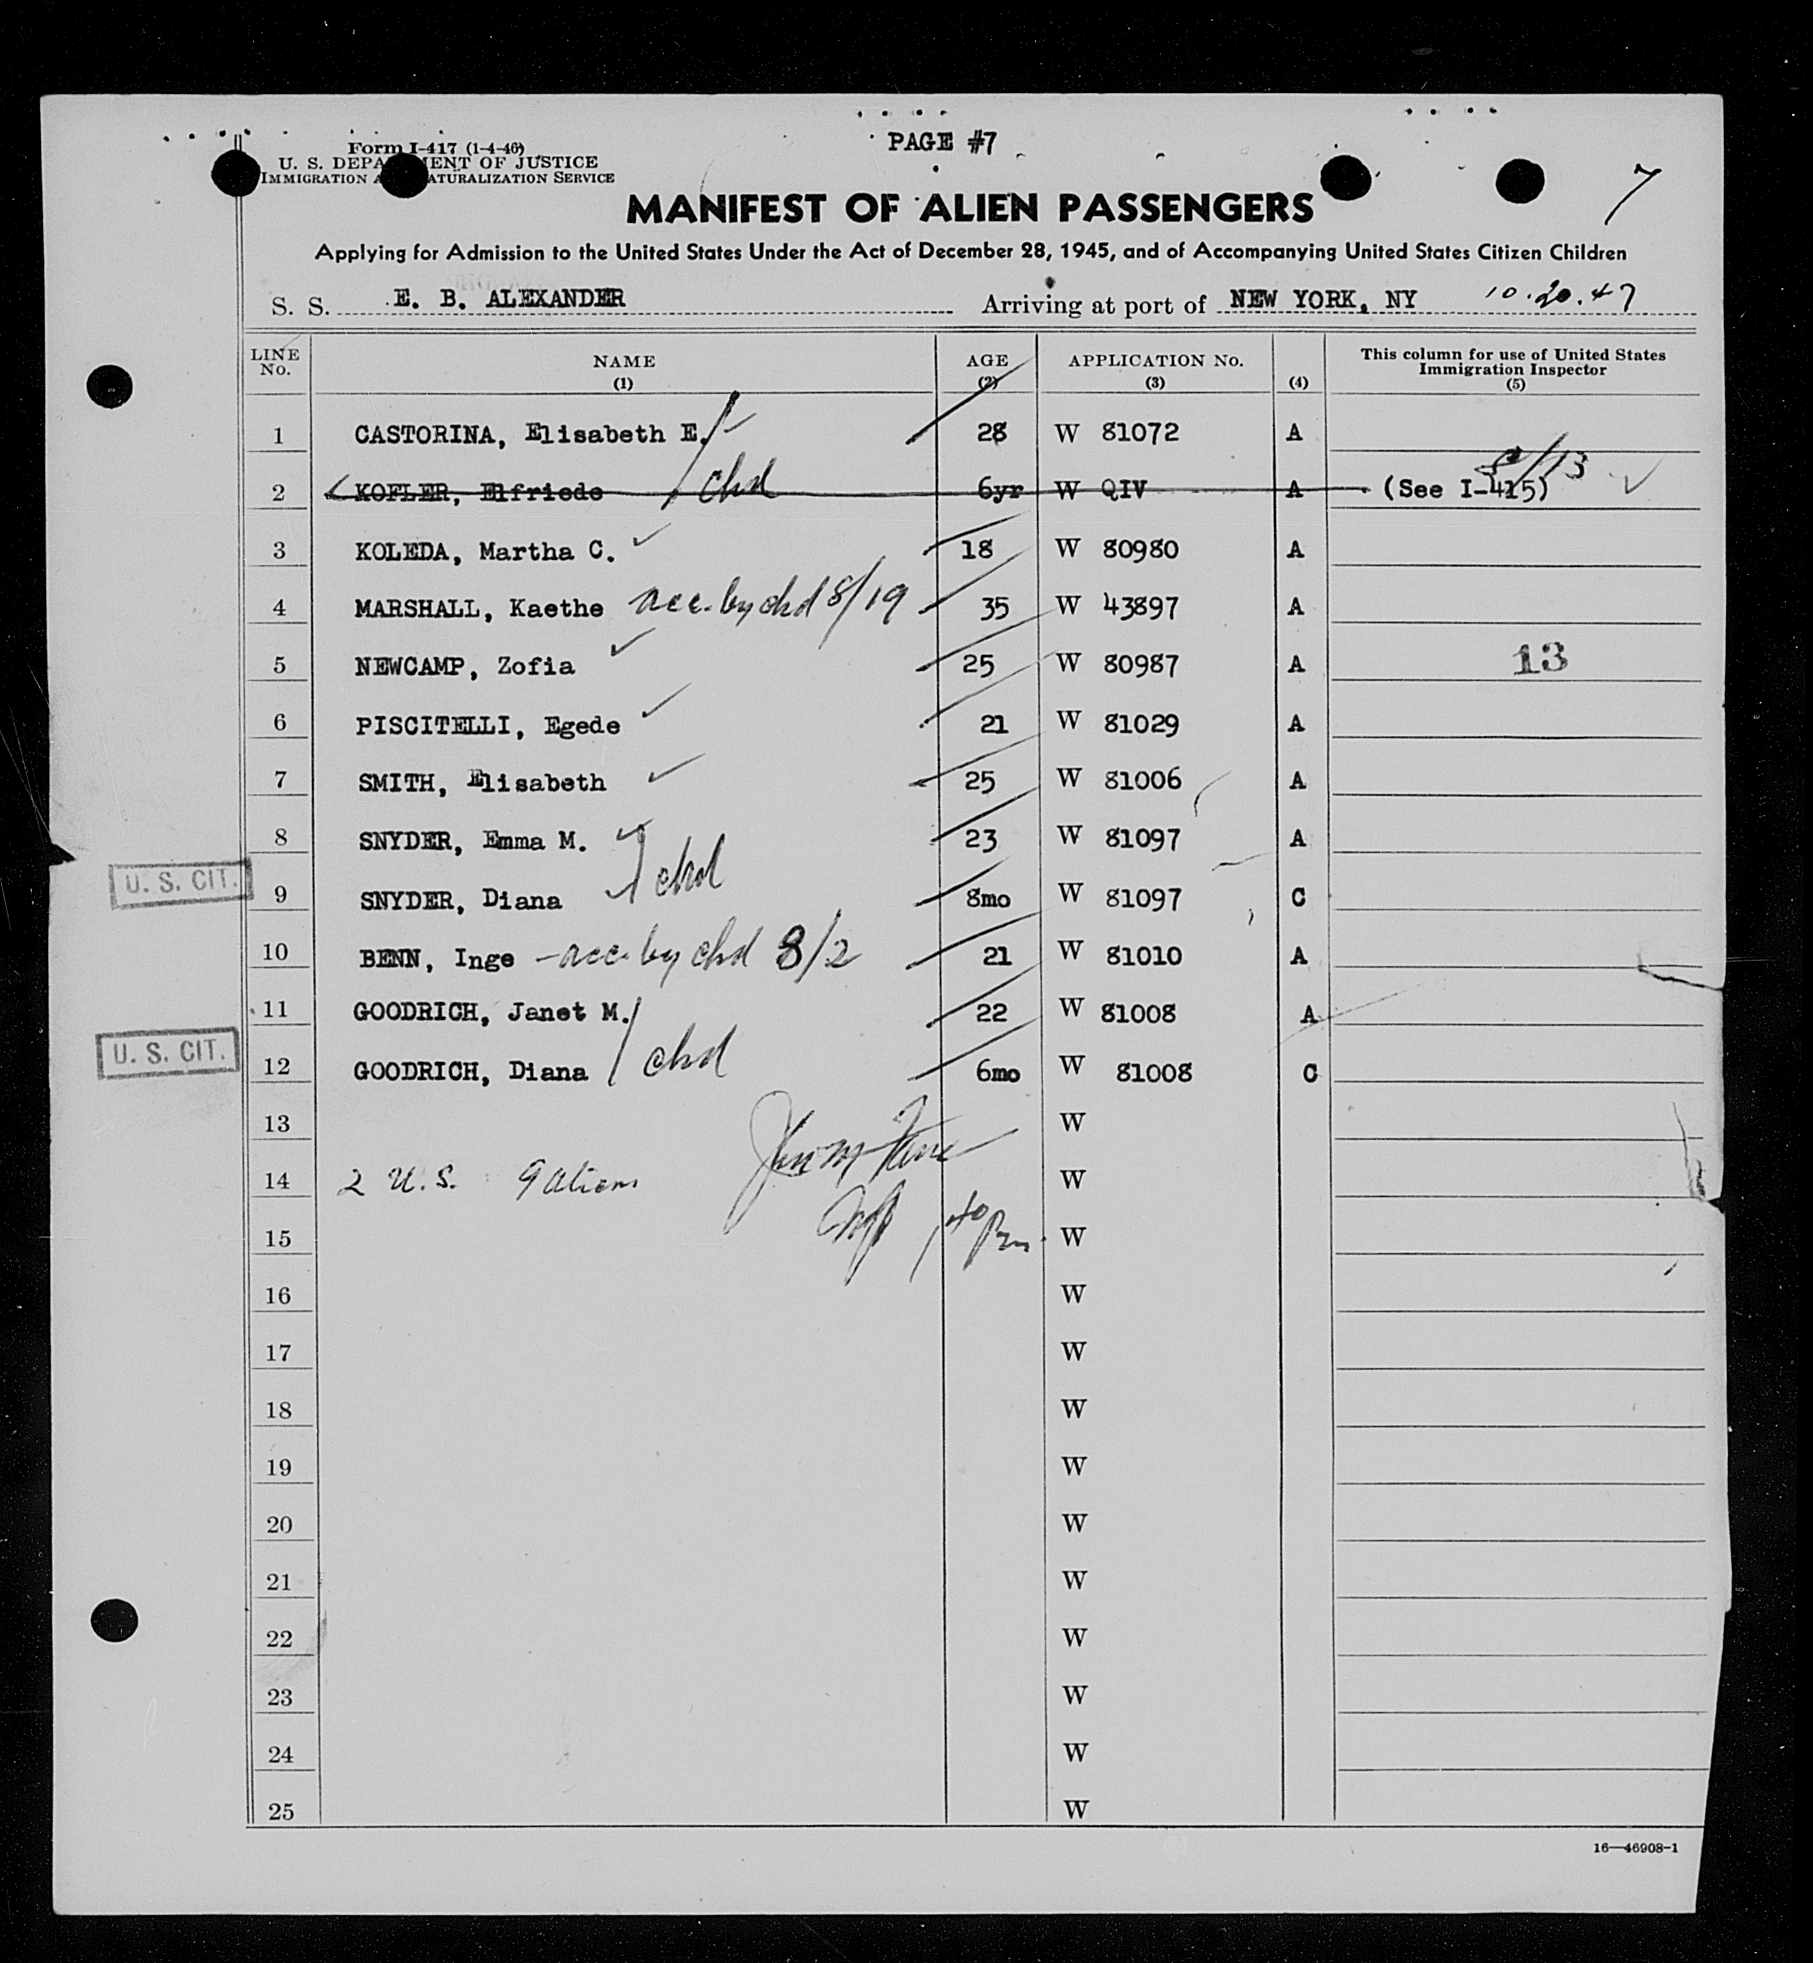 PAGE #7
Form I-417 (1-4-46)
U. S. DEPA MENT OF JUSTICE
IMMIGRATION A ATURALIZATION SERVICE
7
MANIFEST OF ALIEN PASSENGERS
Applying for Admission to the United States Under the Act of December 28, 1945, and of Accompanying United States Citizen Children
S. S. E. B. ALEXANDER Arriving at port of NEW YORK, NY 10.20.47
LINE No. NAME (1) AGE (2) APPLICATION No. (3) (4) This column for use of United States Immigration Inspector (5)
1 CASTORINA, Elisabeth E. 28 W 81072 A
2 KOFLER, Elfriede chd 6yr W QIV A (See I-415) /13
3 KOLEDA, Martha C. 18 W 80980 A
4 MARSHALL, Kaethe acc. by chd 8/19 35 W 43897 A
5 NEWCAMP, Zofia 25 W 80987 A 13
6 PISCITELLI, Egede 21 W 81029 A
7 SMITH, Elisabeth 25 W 81006 A
8 SNYDER, Emma M. 23 W 81097 A
U. S. CIT. 9 SNYDER, Diana chd 8mo W 81097 C
10 BENN, Inge - acc. by chd 8/2 21 W 81010 A
11 GOODRICH, Janet M. 22 W 81008 A
U. S. CIT. 12 GOODRICH, Diana chd 6mo W 81008 C
13 W
14 2 U.S. 9 aliens W
15 W
16 W
17 W
18 W
19 W
20 W
21 W
22 W
23 W
24 W
25 W
16—46908-1